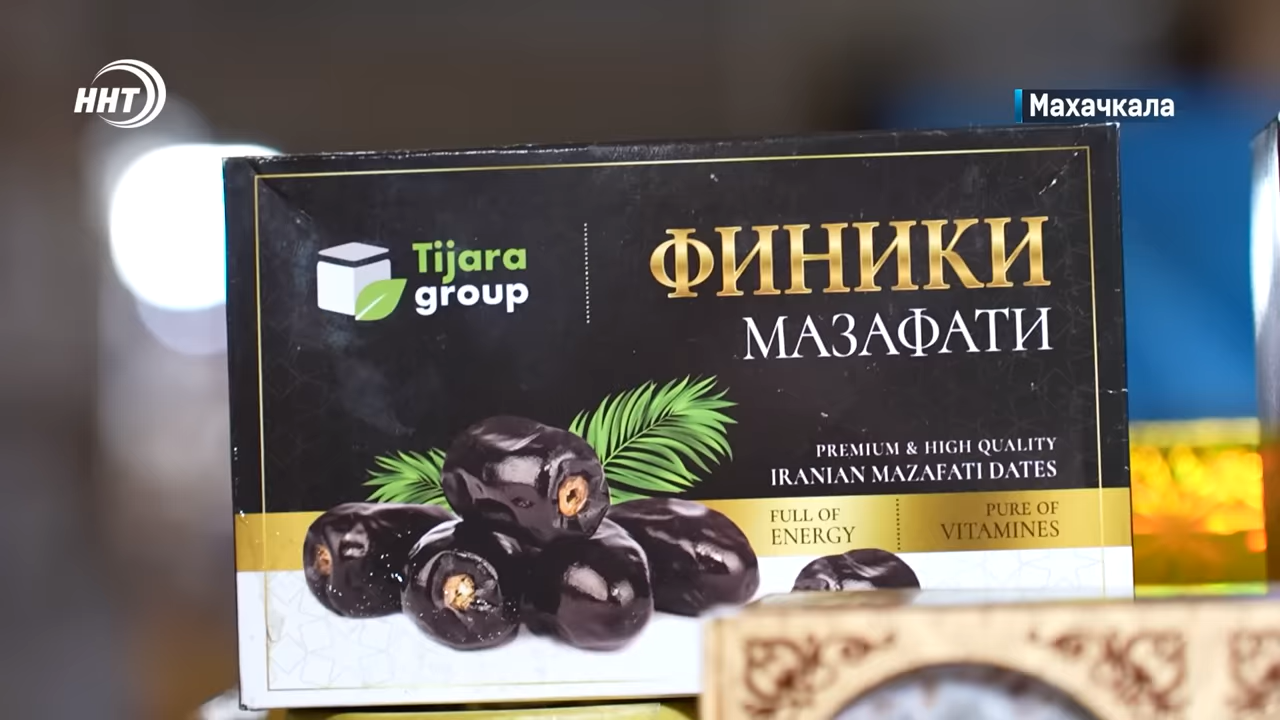 ННТ
Махачкала
Tijara
group
ФИНИКИ
МАЗАФАТИ
PREMIUM & HIGH QUALITY
IRANIAN MAZAFATI DATES
FULL OF
ENERGY
PURE OF
VITAMINES